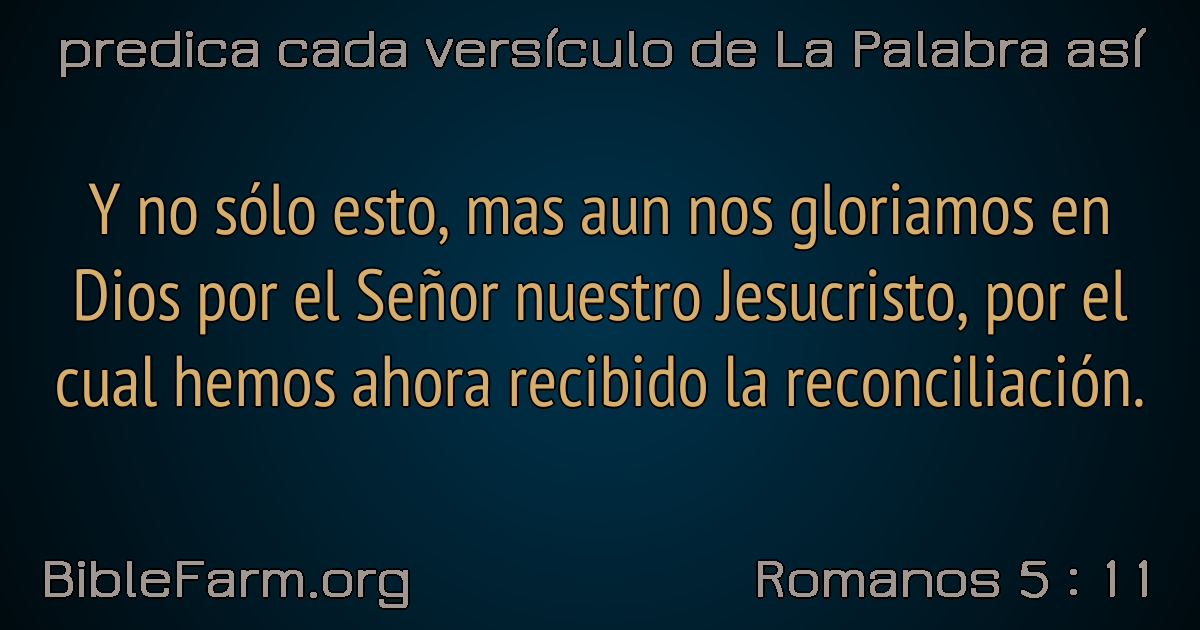 predica cada versículo de La Palabra así
Y no sólo esto, mas aun nos gloriamos en
Dios por el Señor nuestro Jesucristo, por el
cual hemos ahora recibido la reconciliación.
BibleFarm.org
Romanos 5 : 11